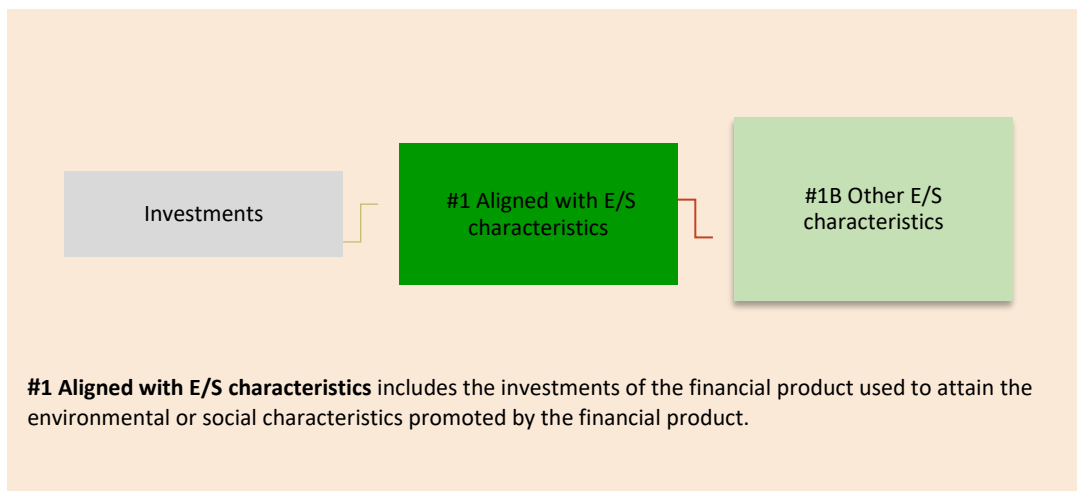 Investments
#1 Aligned with E/S
characteristics
#1B Other E/S
characteristics
#1 Aligned with E/S characteristics includes the investments of the financial product used to attain the
environmental or social characteristics promoted by the financial product.